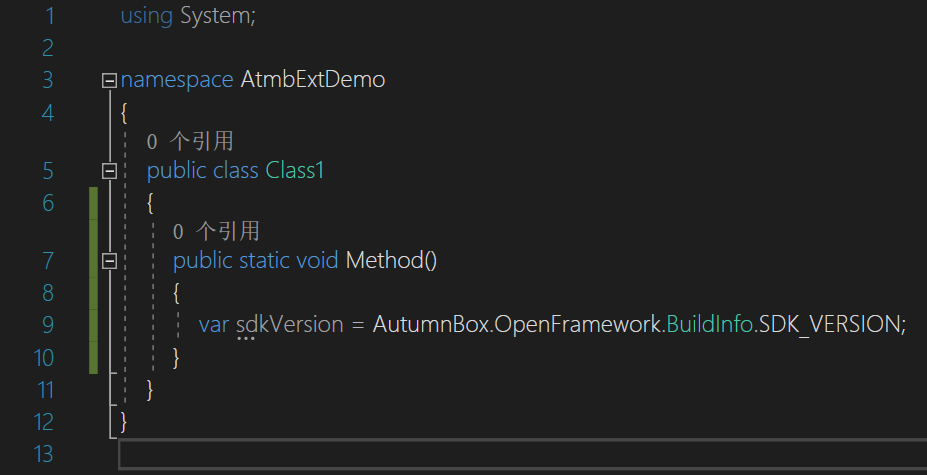 1 using System;
2
3 namespace AtmbExtDemo
4 {
0 个引用
5 public class Class1
6 {
0 个引用
7 public static void Method()
8 {
9 var sdkVersion = AutumnBox.OpenFramework.BuildInfo.SDK_VERSION;
10 }
11 }
12 }
13